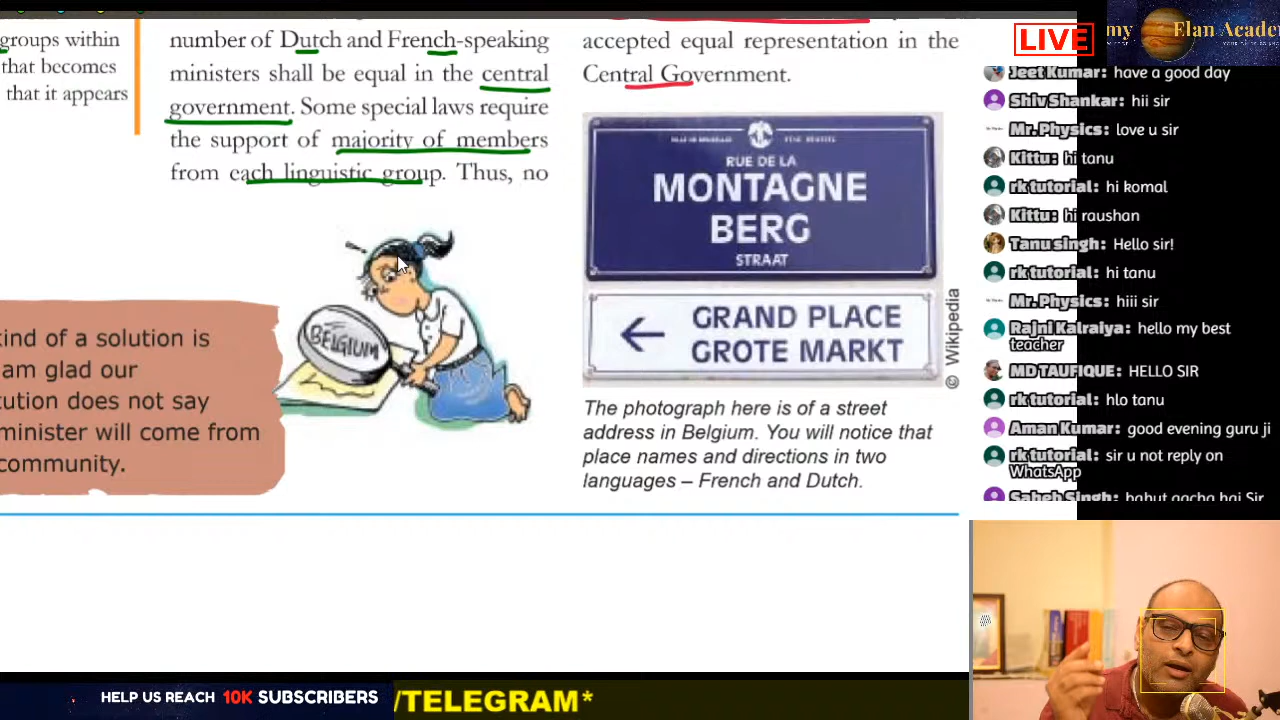 groups within
that becomes
that it appears
number of Dutch and French-speaking
ministers shall be equal in the central
government. Some special laws require
the support of majority of members
from each linguistic group. Thus, no
accepted equal representation in the
Central Government.
RUE DE LA
MONTAGNE
BERG
STRAAT
GRAND PLACE
GROTE MARKT
© Wikipedia
The photograph here is of a street
address in Belgium. You will notice that
place names and directions in two
languages – French and Dutch.
BELGIUM
kind of a solution is
am glad our
does not say
minister will come from
community.
LIVE
my Elan Acade
Jeet Kumar: have a good day
Shiv Shankar: hii sir
Mr. Physics: love u sir
Kittu: hi tanu
rk tutorial: hi komal
Kittu: hi raushan
Tanu singh: Hello sir!
rk tutorial: hi tanu
Mr. Physics: hiii sir
Rajni Kalraiya: hello my best
teacher
MD TAUFIQUE: HELLO SIR
rk tutorial: hlo tanu
Aman Kumar: good evening guru ji
rk tutorial: sir u not reply on
WhatsApp
Saheb Singh: bahut accha hai Sir
HELP US REACH 10K SUBSCRIBERS
/TELEGRAM*